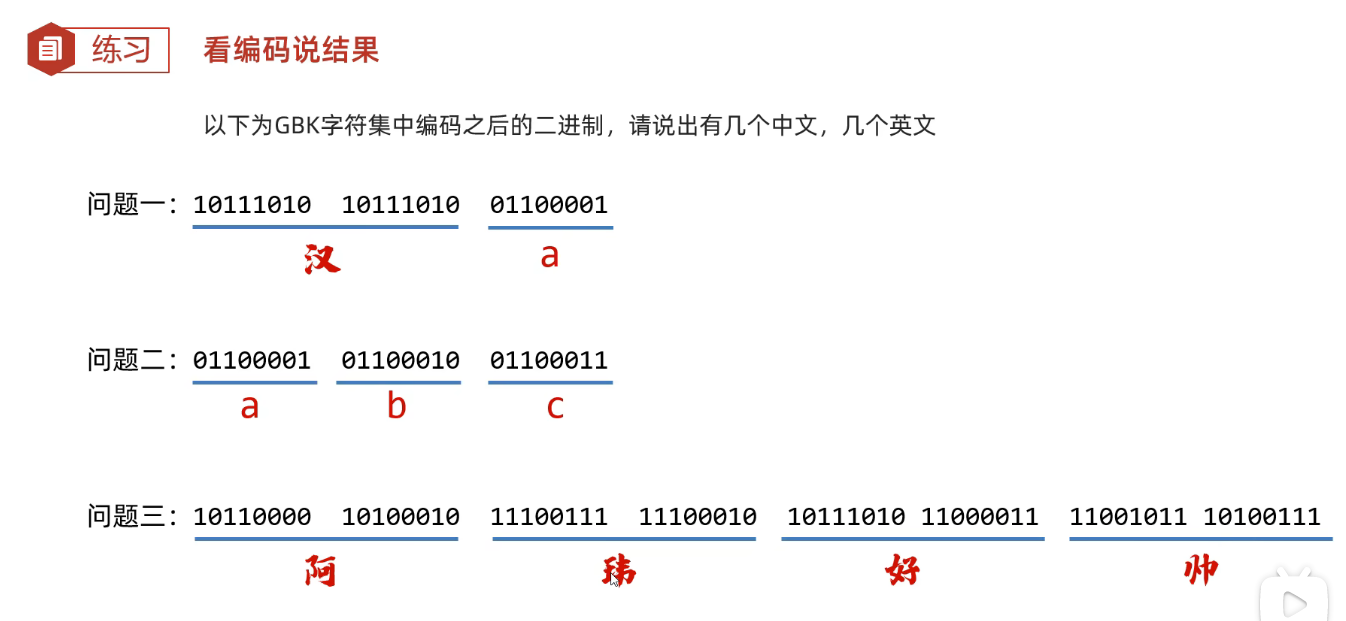 练习 看编码说结果
以下为GBK字符集中编码之后的二进制，请说出有几个中文，几个英文
问题一：10111010 10111010 01100001
汉 a
问题二：01100001 01100010 01100011
a b c
问题三：10110000 10100010 11100111 11100010 10111010 11000011 11001011 10100111
阿 玮 好 帅